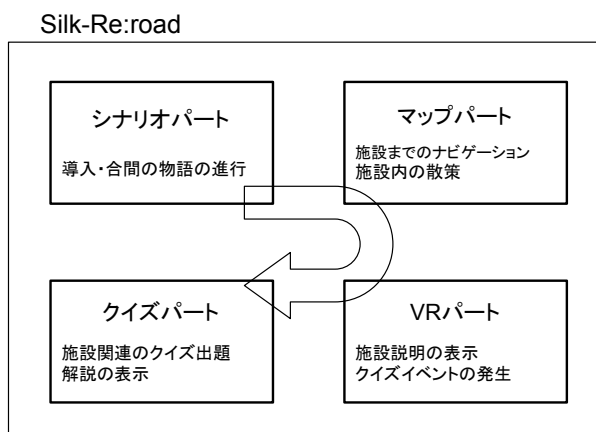 Silk-Re:road
シナリオパート
導入・合間の物語の進行
マップパート
施設までのナビゲーション
施設内の散策
クイズパート
施設関連のクイズ出題
解説の表示
VRパート
施設説明の表示
クイズイベントの発生